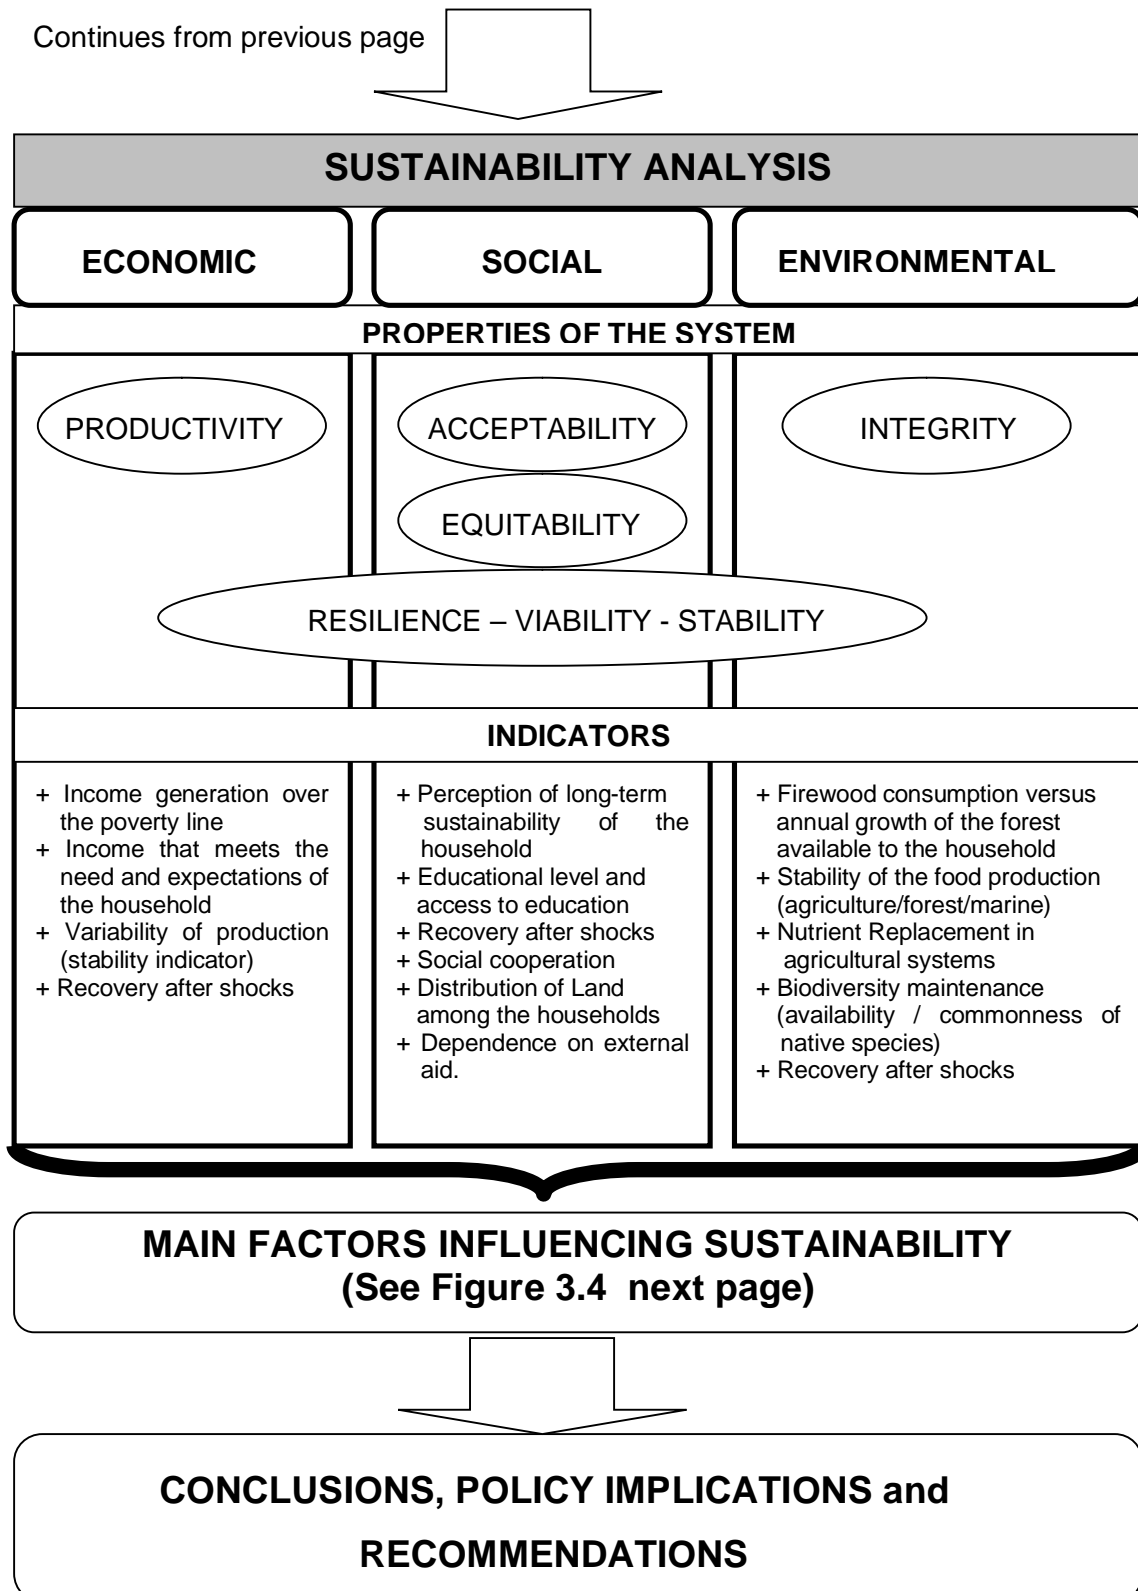 Continues from previous page
SUSTAINABILITY ANALYSIS
ECONOMIC
SOCIAL
ENVIRONMENTAL
PROPERTIES OF THE SYSTEM
PRODUCTIVITY
ACCEPTABILITY
INTEGRITY
EQUITABILITY
RESILIENCE – VIABILITY - STABILITY
INDICATORS
+ Income generation over
the poverty line
+ Income that meets the
need and expectations of
the household
+ Variability of production
(stability indicator)
+ Recovery after shocks
+ Perception of long-term
sustainability of the
household
+ Educational level and
access to education
+ Recovery after shocks
+ Social cooperation
+ Distribution of Land
among the households
+ Dependence on external
aid.
+ Firewood consumption versus
annual growth of the forest
available to the household
+ Stability of the food production
(agriculture/forest/marine)
+ Nutrient Replacement in
agricultural systems
+ Biodiversity maintenance
(availability / commonness of
native species)
+ Recovery after shocks
MAIN FACTORS INFLUENCING SUSTAINABILITY
(See Figure 3.4 next page)
CONCLUSIONS, POLICY IMPLICATIONS and
RECOMMENDATIONS